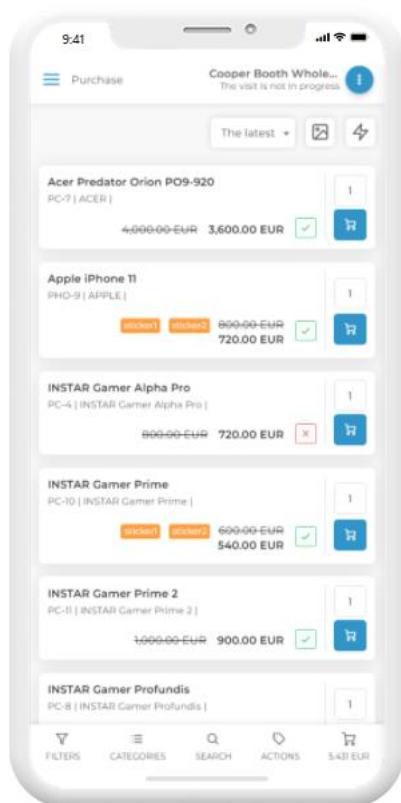 9:41
Purchase
Cooper Booth Whole...
The visit is not in progress
The latest
Acer Predator Orion PO9-920
PC-7 | ACER |
1
4,000.00 EUR 3,600.00 EUR
Apple iPhone 11
PHO-9 | APPLE |
1
sticker1 sticker2 800.00 EUR
720.00 EUR
INSTAR Gamer Alpha Pro
PC-4 | INSTAR Gamer Alpha Pro |
1
800.00 EUR 720.00 EUR
INSTAR Gamer Prime
PC-10 | INSTAR Gamer Prime |
1
sticker1 sticker2 600.00 EUR
540.00 EUR
INSTAR Gamer Prime 2
PC-11 | INSTAR Gamer Prime 2 |
1
1,000.00 EUR 900.00 EUR
INSTAR Gamer Profundis
PC-8 | INSTAR Gamer Profundis |
1
FILTERS CATEGORIES SEARCH ACTIONS 5.431 EUR